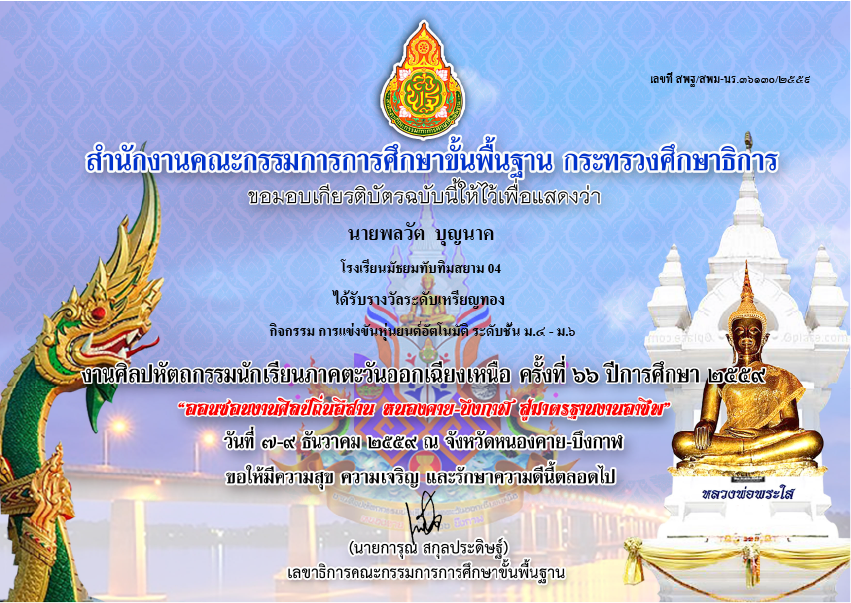 เลขที่ สพฐ/สพม-นร.๓๖๑๓๐/๒๕๕๙
สำนักงานคณะกรรมการการศึกษาขั้นพื้นฐาน กระทรวงศึกษาธิการ
ขอมอบเกียรติบัตรฉบับนี้ให้ไว้เพื่อแสดงว่า
นายพลวัต บุญนาค
โรงเรียนมัธยมทับทิมสยาม 04
ได้รับรางวัลระดับเหรียญทอง
กิจกรรม การแข่งขันหุ่นยนต์อัตโนมัติ ระดับชั้น ม.๔ - ม.๖
งานศิลปหัตถกรรมนักเรียนภาคตะวันออกเฉียงเหนือ ครั้งที่ ๖๖ ปีการศึกษา ๒๕๕๙
“ออนซอนงานศิลป์ถิ่นอีสาน หนองคาย-บึงกาฬ สู่มาตรฐานงานอาชีพ”
วันที่ ๗-๙ ธันวาคม ๒๕๕๙ ณ จังหวัดหนองคาย-บึงกาฬ
ขอให้มีความสุข ความเจริญ และรักษาความดีนี้ตลอดไป
หลวงพ่อพระใส
(นายการุณ สกุลประดิษฐ์)
เลขาธิการคณะกรรมการการศึกษาขั้นพื้นฐาน